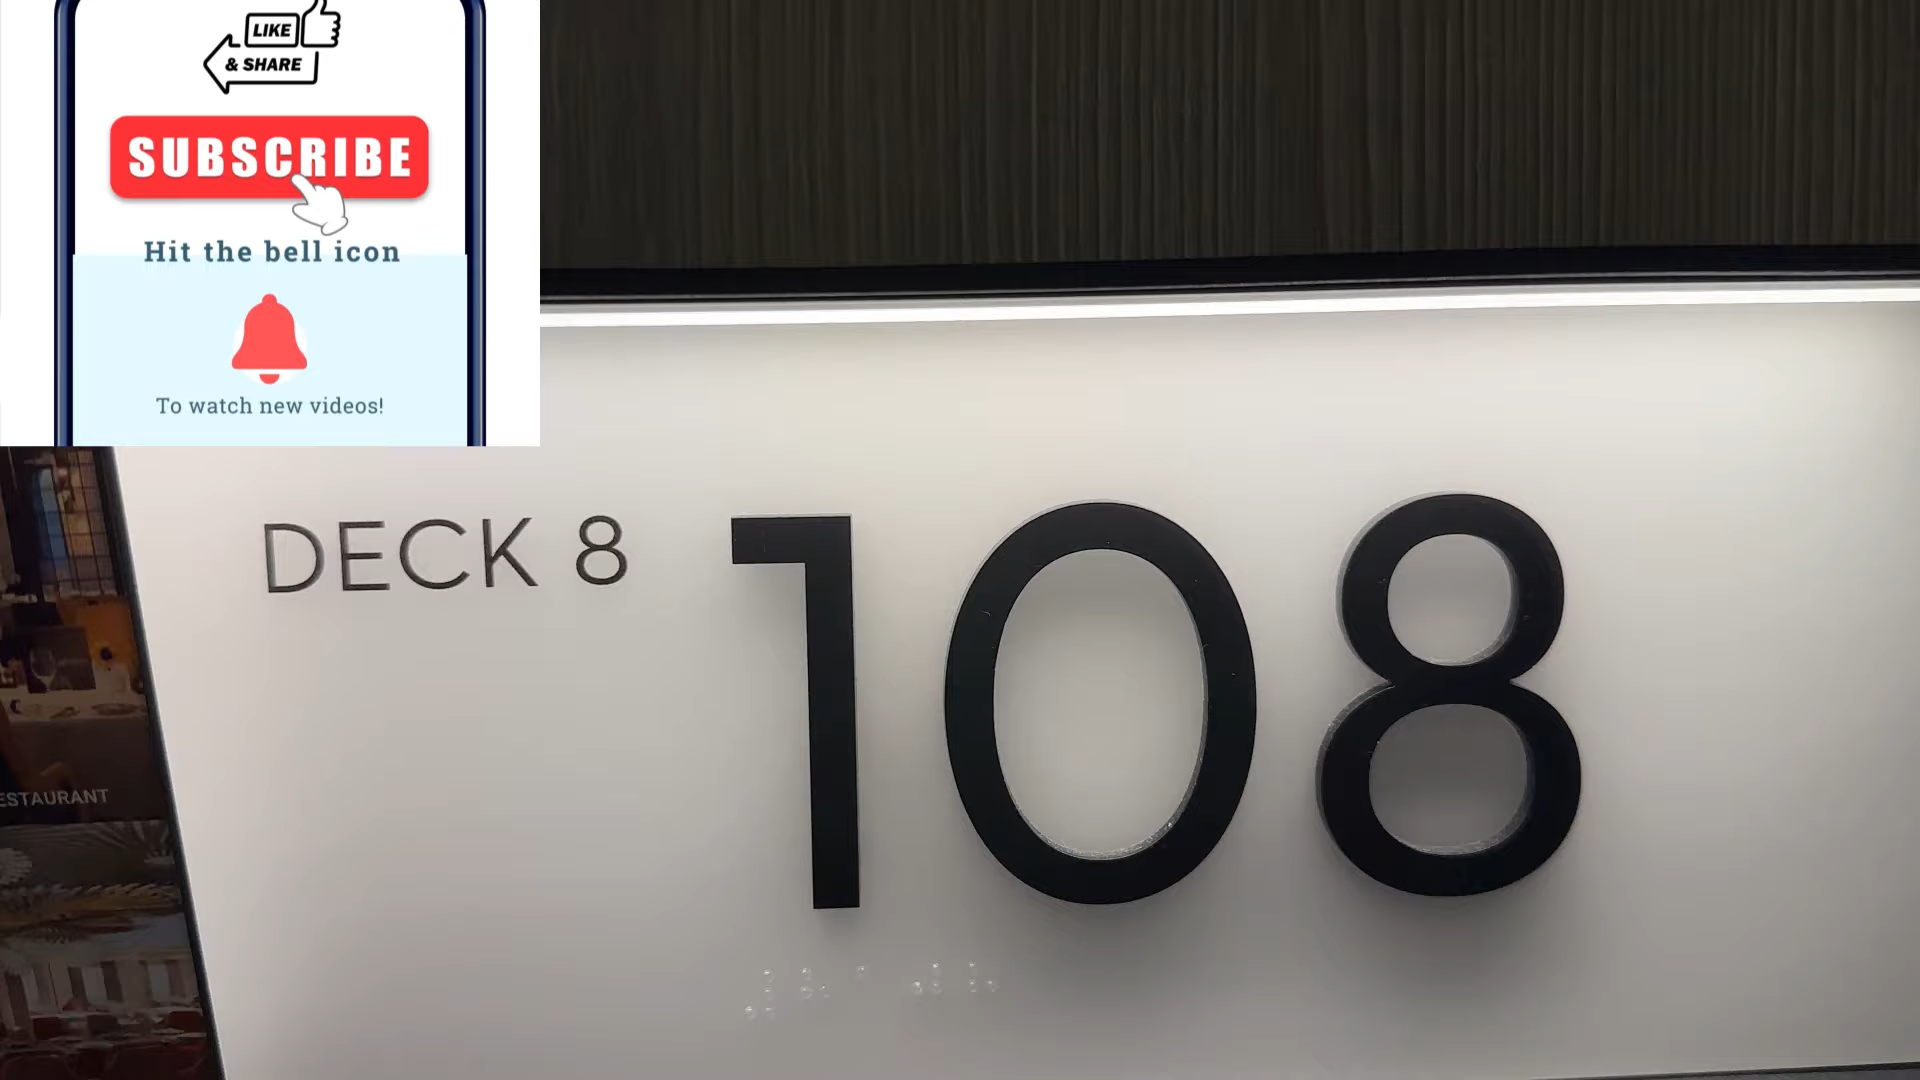 LIKE
& SHARE
SUBSCRIBE
Hit the bell icon
To watch new videos!
DECK 8
108
ESTAURANT